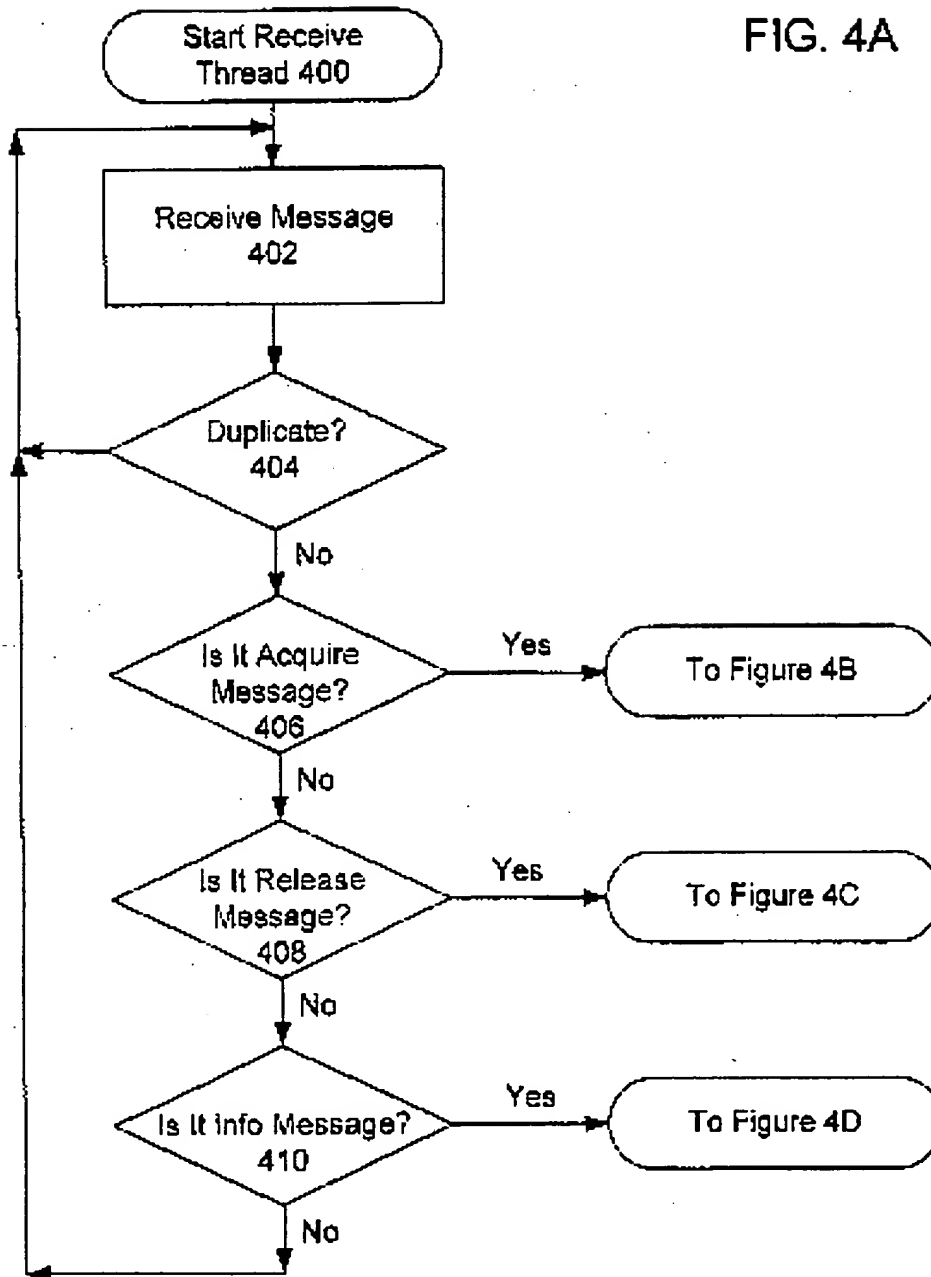 FIG. 4A
Start Receive
Thread 400
Receive Message
402
Duplicate?
404
No
Is It Acquire
Message?
406
Yes
To Figure 4B
No
Is It Release
Message?
408
Yes
To Figure 4C
No
Is It Info Message?
410
Yes
To Figure 4D
No